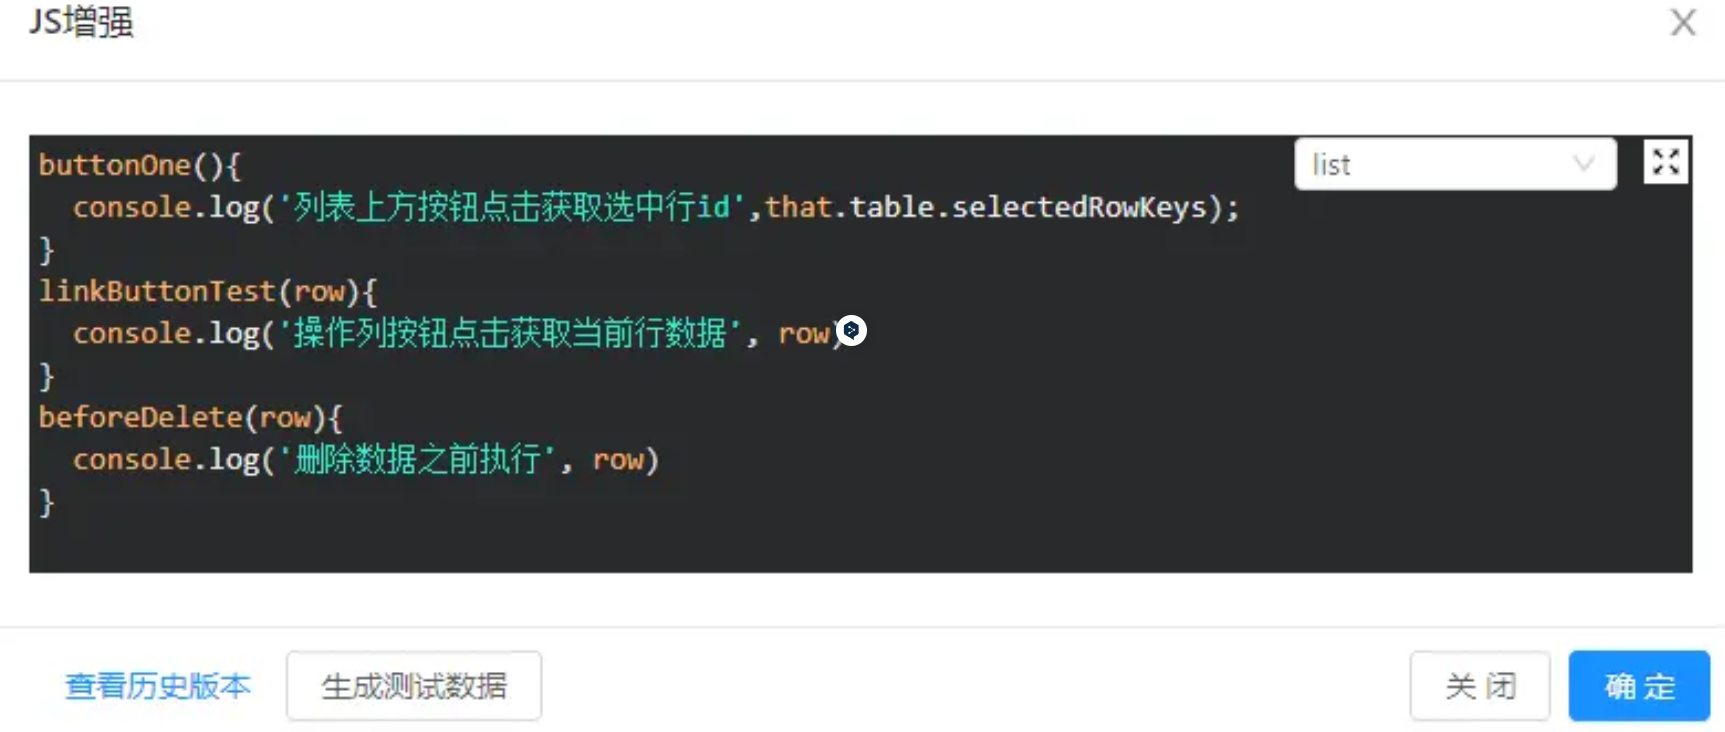 JS增强
X
buttonOne(){
list
console.log('列表上方按钮点击获取选中行id',that.table.selectedRowKeys);
}
linkButtonTest(row){
console.log('操作列按钮点击获取当前行数据', row)
}
beforeDelete(row){
console.log('删除数据之前执行', row)
}
查看历史版本 生成测试数据 关 闭 确 定